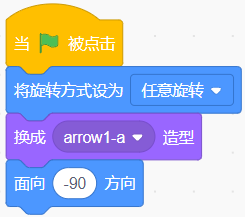 当 被点击
将旋转方式设为 任意旋转
换成 arrow1-a 造型
面向 -90 方向